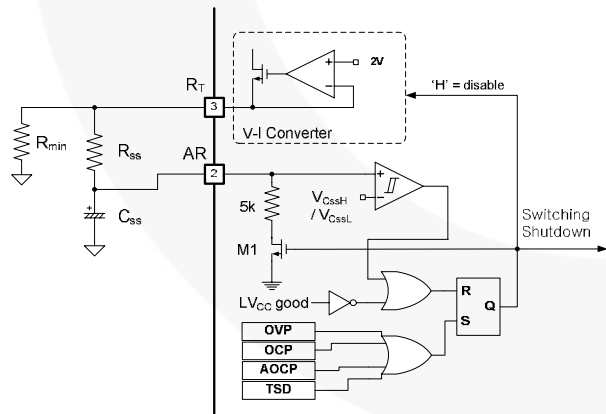 2V
RT
3
'H' = disable
V-I Converter
Rmin
Rss
AR
2
VCssH
/ VCssL
5k
Css
Switching
Shutdown
M1
R
Q
S
LVCC good
OVP
OCP
AOCP
TSD